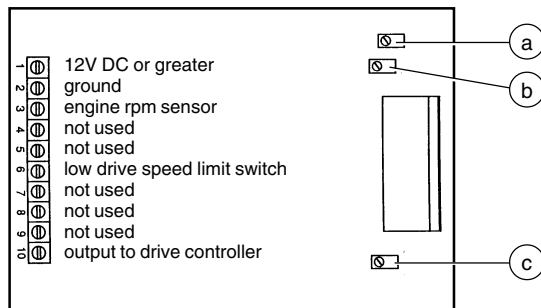 1 12V DC or greater
2 ground
3 engine rpm sensor
4 not used
5 not used
6 low drive speed limit switch
7 not used
8 not used
9 not used
10 output to drive controller
a
b
c